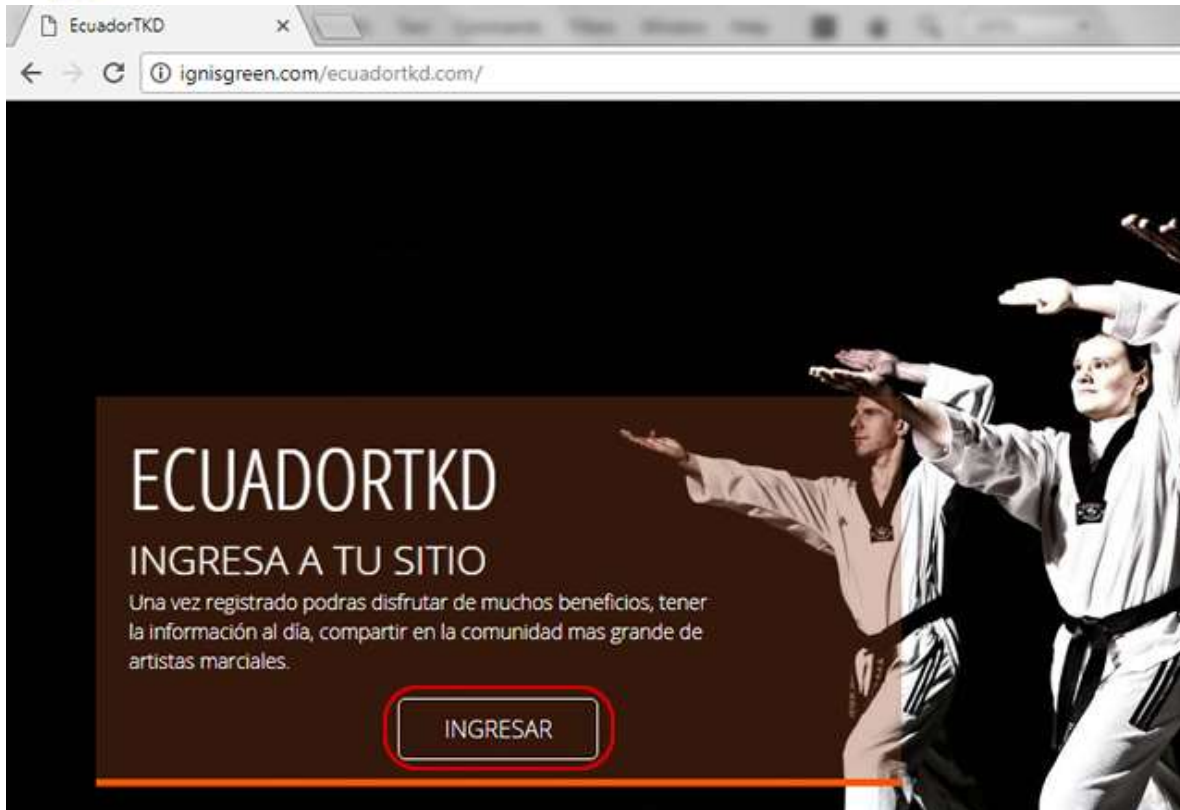 EcuadorTKD
ignisgreen.com/ecuadortkd.com/
ECUADORTKD
INGRESA A TU SITIO
Una vez registrado podras disfrutar de muchos beneficios, tener
la información al día, compartir en la comunidad mas grande de
artistas marciales.
INGRESAR